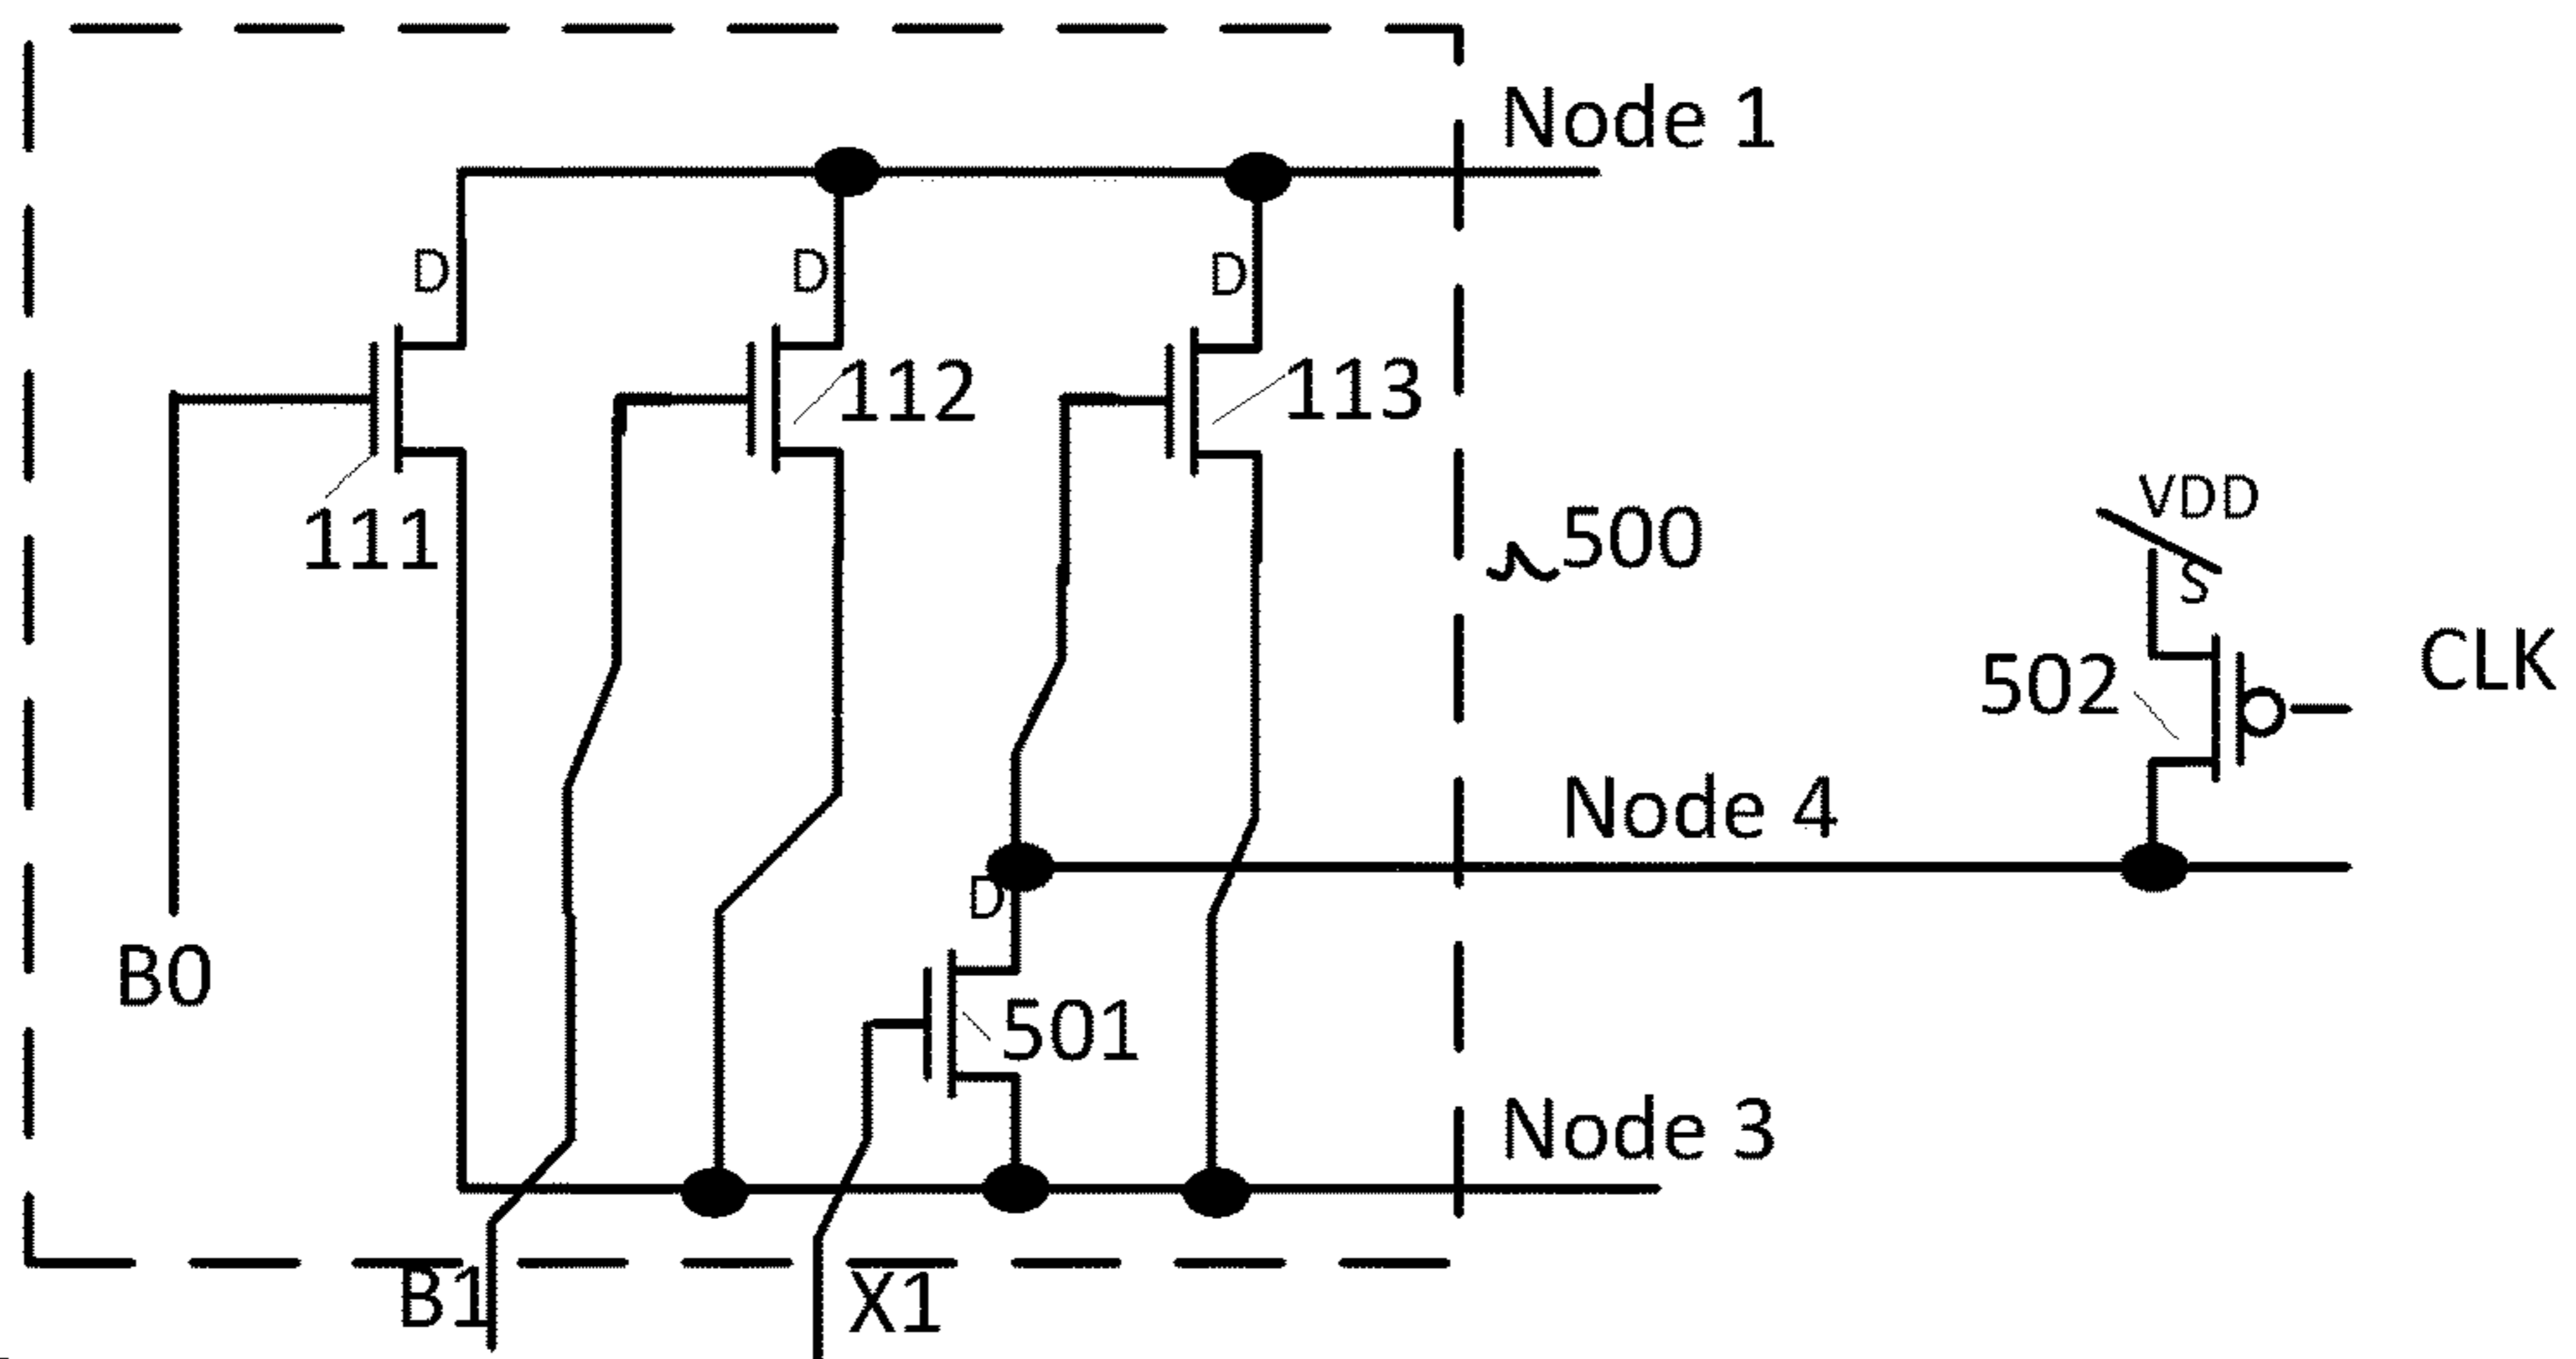 Node 1
D
D
D
112
113
111
500
VDD
S
502
CLK
Node 4
D
B0
501
Node 3
B1
X1